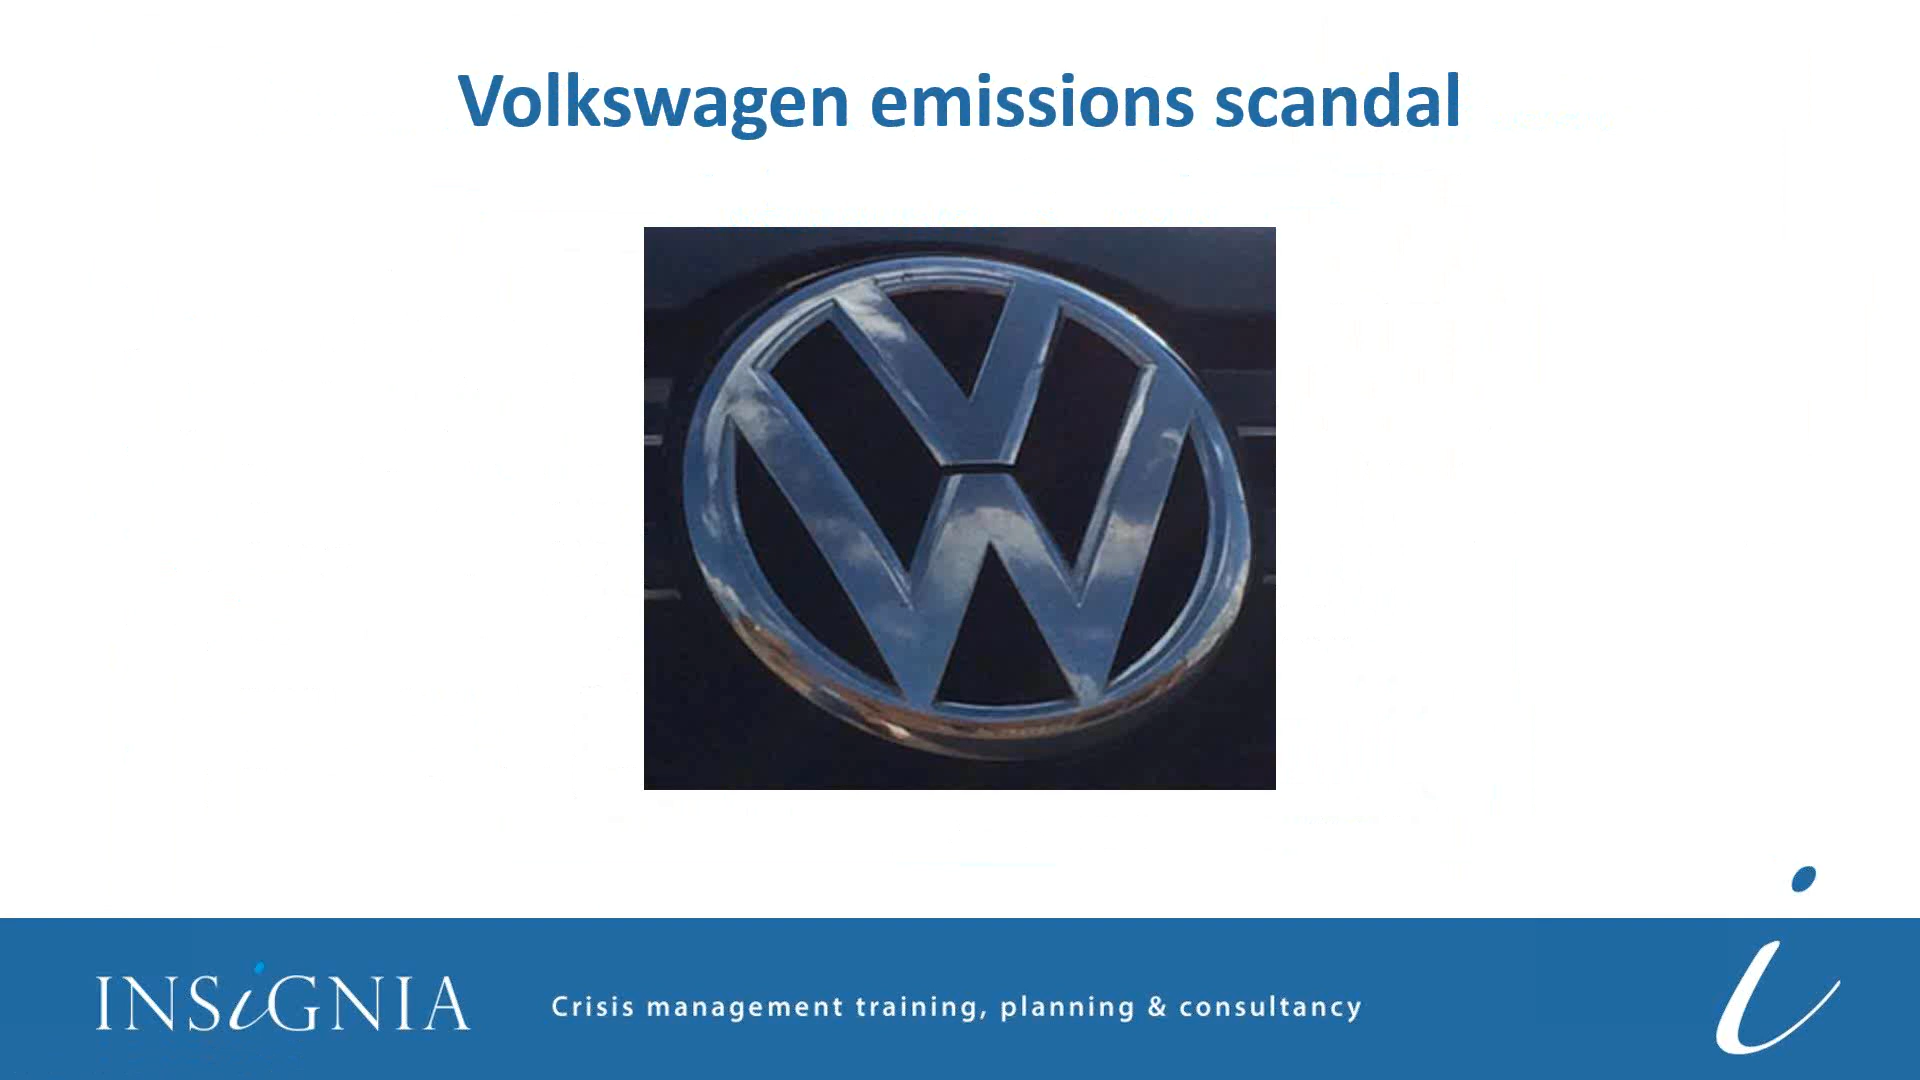 Volkswagen emissions scandal
INSiGNIA
Crisis management training, planning & consultancy
i